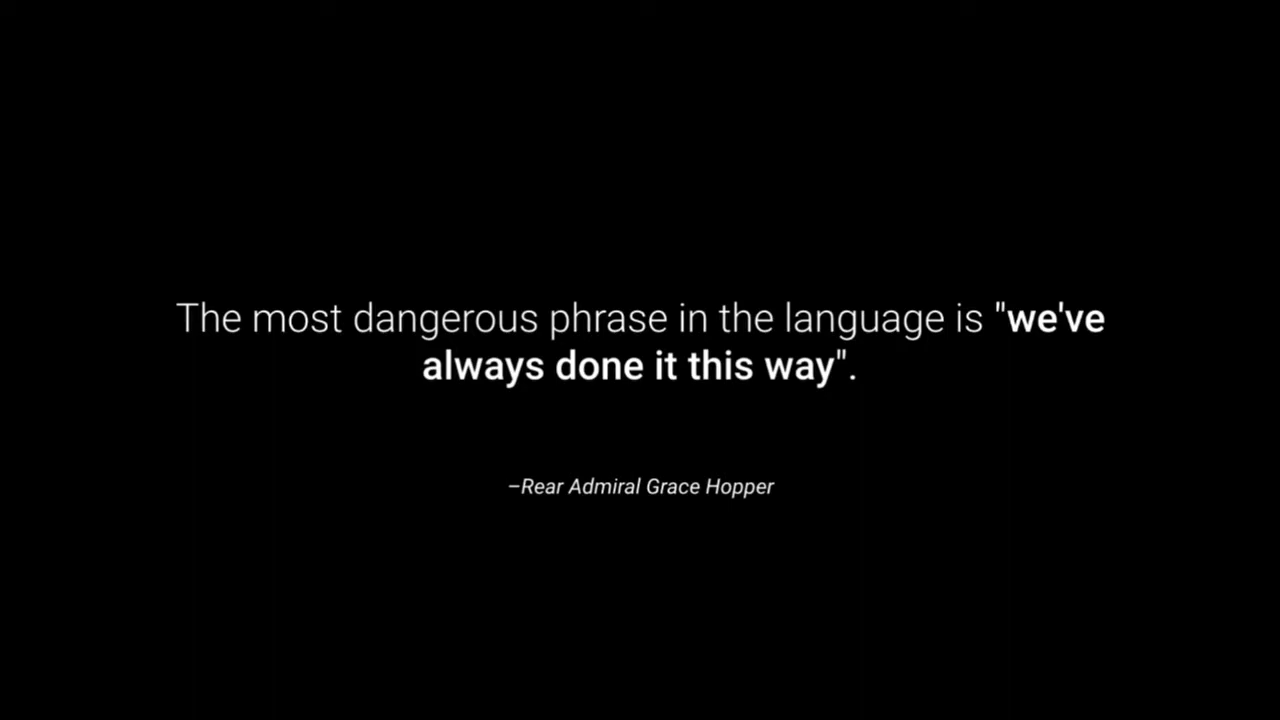 The most dangerous phrase in the language is "we've
always done it this way".
–Rear Admiral Grace Hopper